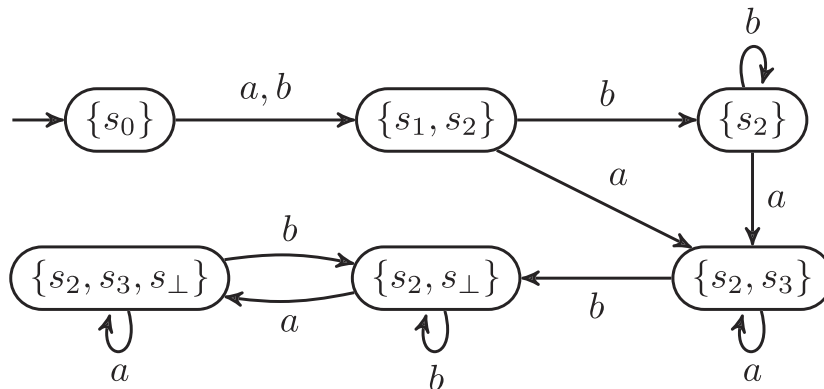 b
a, b
b
{s₀}
{s₁, s₂}
{s₂}
a
a
b
{s₂, s₃, s⊥}
{s₂, s⊥}
{s₂, s₃}
a
b
a
b
a